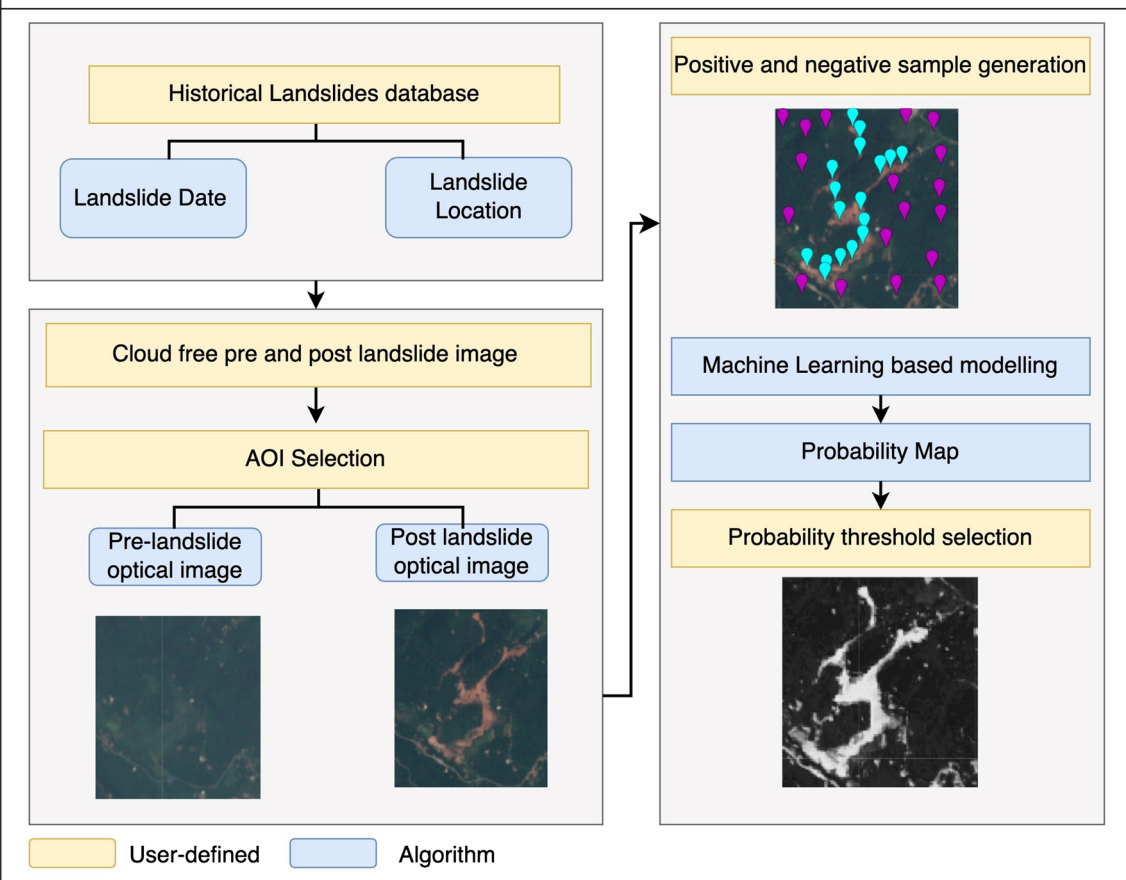 Historical Landslides database
Landslide Date
Landslide
Location
Cloud free pre and post landslide image
AOI Selection
Pre-landslide
optical image
Post landslide
optical image
Positive and negative sample generation
Machine Learning based modelling
Probability Map
Probability threshold selection
User-defined
Algorithm